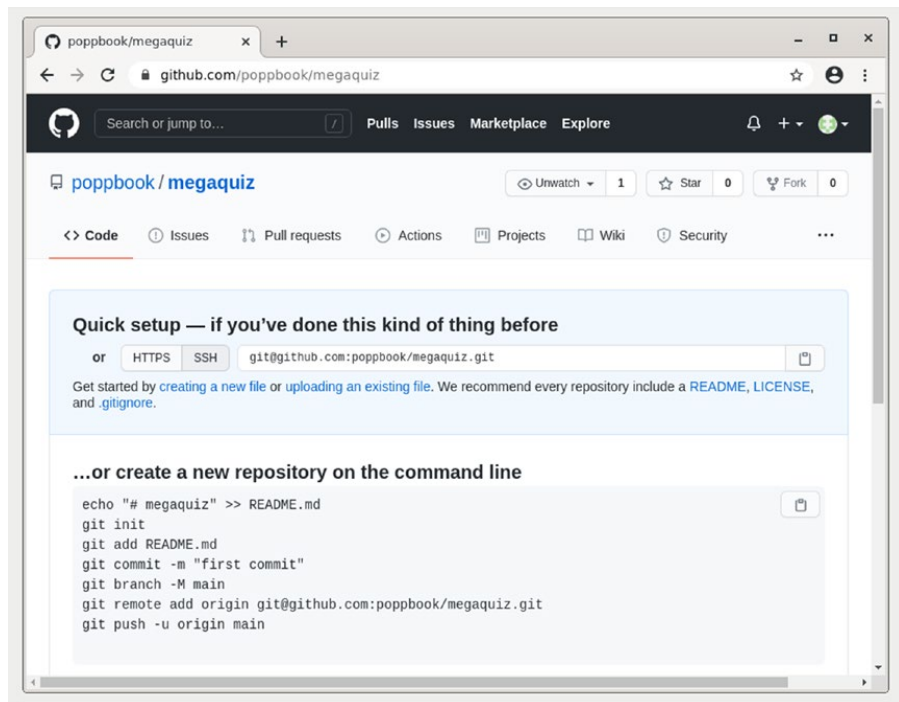 poppbook/megaquiz
github.com/poppbook/megaquiz
Search or jump to… / Pulls Issues Marketplace Explore
poppbook / megaquiz Unwatch 1 Star 0 Fork 0
Code Issues Pull requests Actions Projects Wiki Security
Quick setup — if you’ve done this kind of thing before
or HTTPS SSH git@github.com:poppbook/megaquiz.git
Get started by creating a new file or uploading an existing file. We recommend every repository include a README, LICENSE,
and .gitignore.
…or create a new repository on the command line
echo "# megaquiz" >> README.md
git init
git add README.md
git commit -m "first commit"
git branch -M main
git remote add origin git@github.com:poppbook/megaquiz.git
git push -u origin main